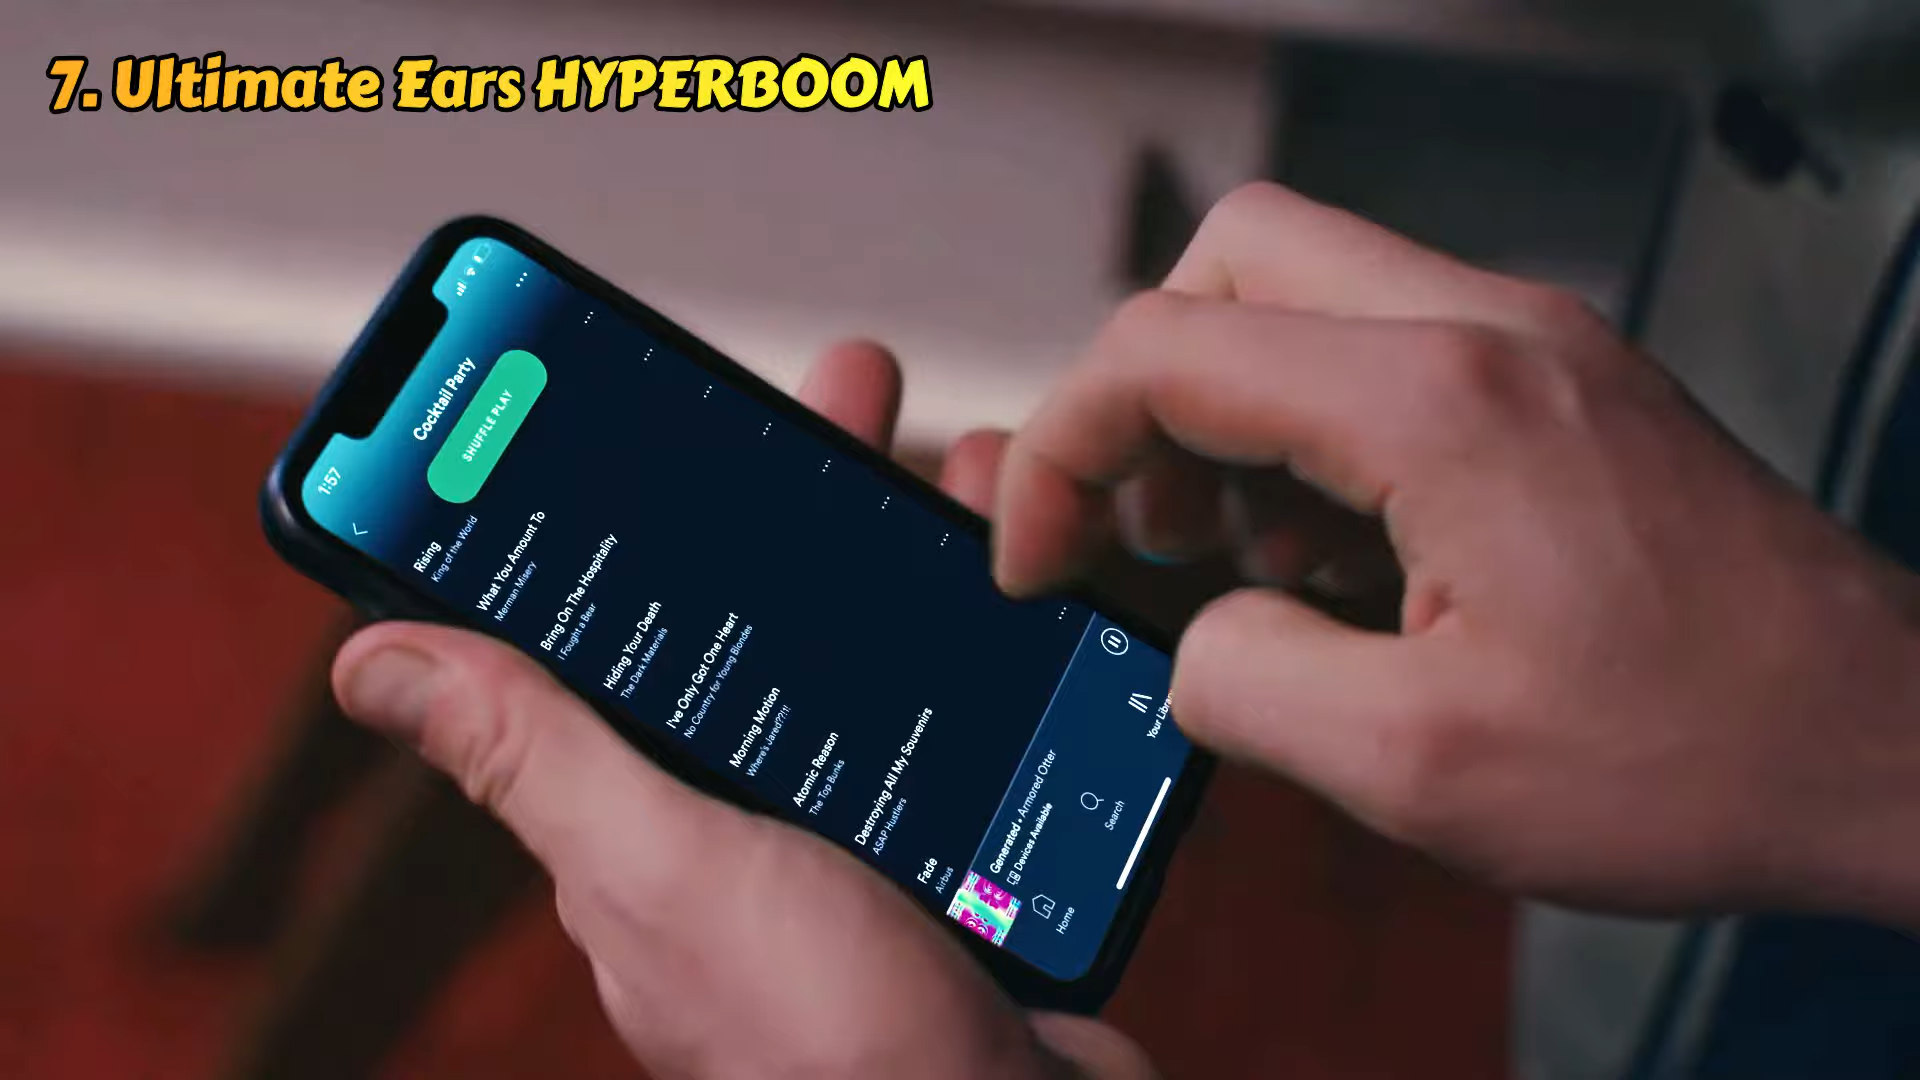 7. Ultimate Ears HYPERBOOM
1:57
Cocktail Party
SHUFFLE PLAY
Rising
King of the World
What You Amount To
Merman Misery
Bring On The Hospitality
I Fought a Bear
Hiding Your Death
The Dark Materials
I've Only Got One Heart
No Country for Young Blondes
Morning Motion
Where's Jared??!!
Atomic Reason
The Top Bunks
Destroying All My Souvenirs
ASAP Hustlers
Fade
Airbus
Generated • Armored Otter
Devices Available
Home
Search
Your Libra